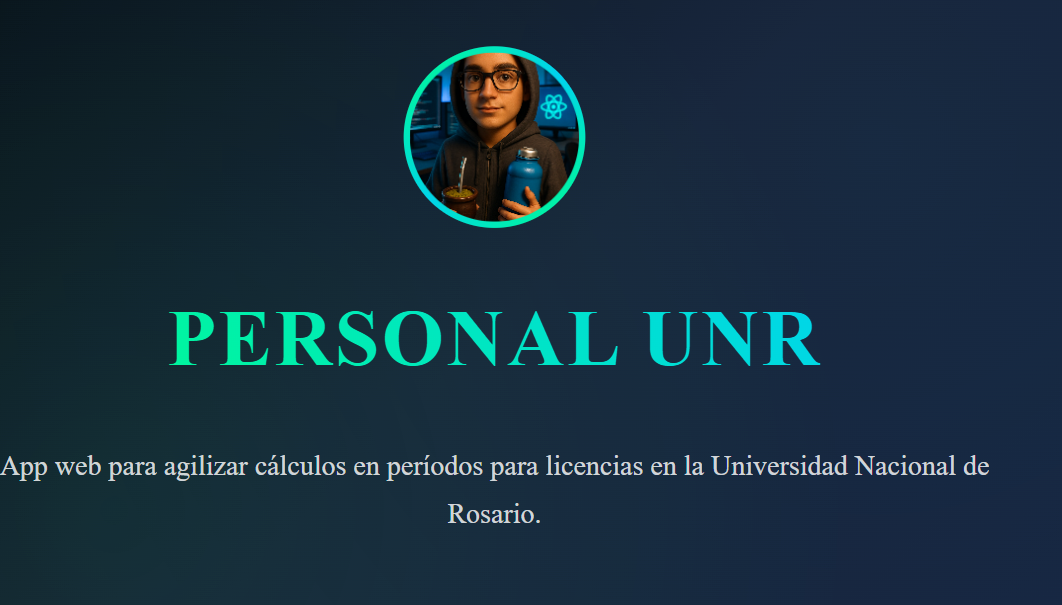 PERSONAL UNR
App web para agilizar cálculos en períodos para licencias en la Universidad Nacional de
Rosario.